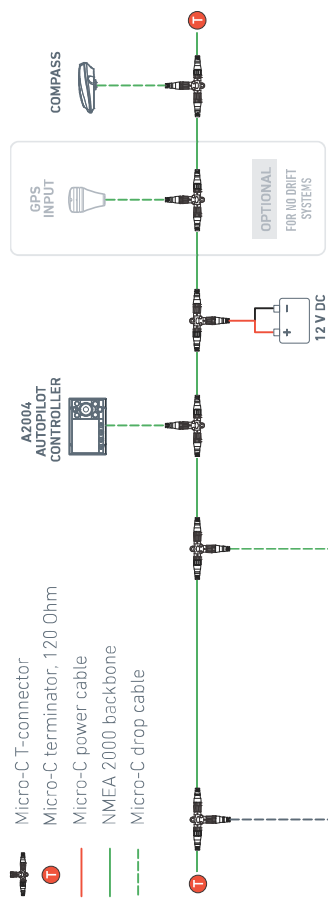 Micro-C T-connector
T
Micro-C terminator, 120 Ohm
Micro-C power cable
NMEA 2000 backbone
Micro-C drop cable
A2004
AUTOPILOT
CONTROLLER
GPS
INPUT
COMPASS
OPTIONAL
FOR NO DRIFT
SYSTEMS
+ -
12 V DC
T
T